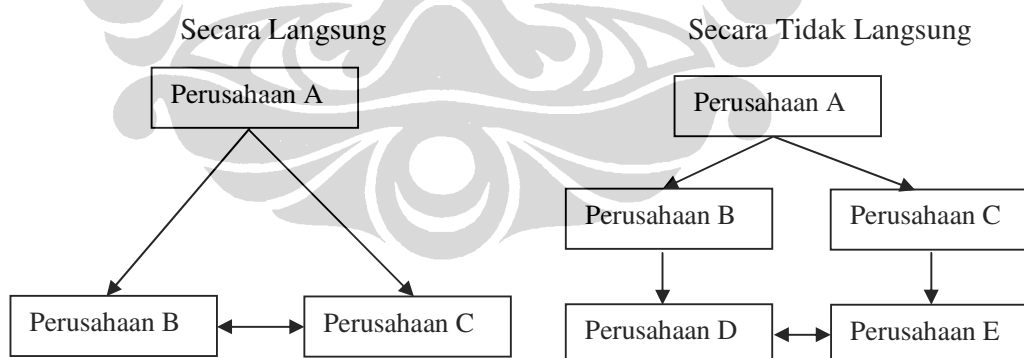 Secara Langsung
Perusahaan A
Perusahaan B
Perusahaan C
Secara Tidak Langsung
Perusahaan A
Perusahaan B
Perusahaan C
Perusahaan D
Perusahaan E